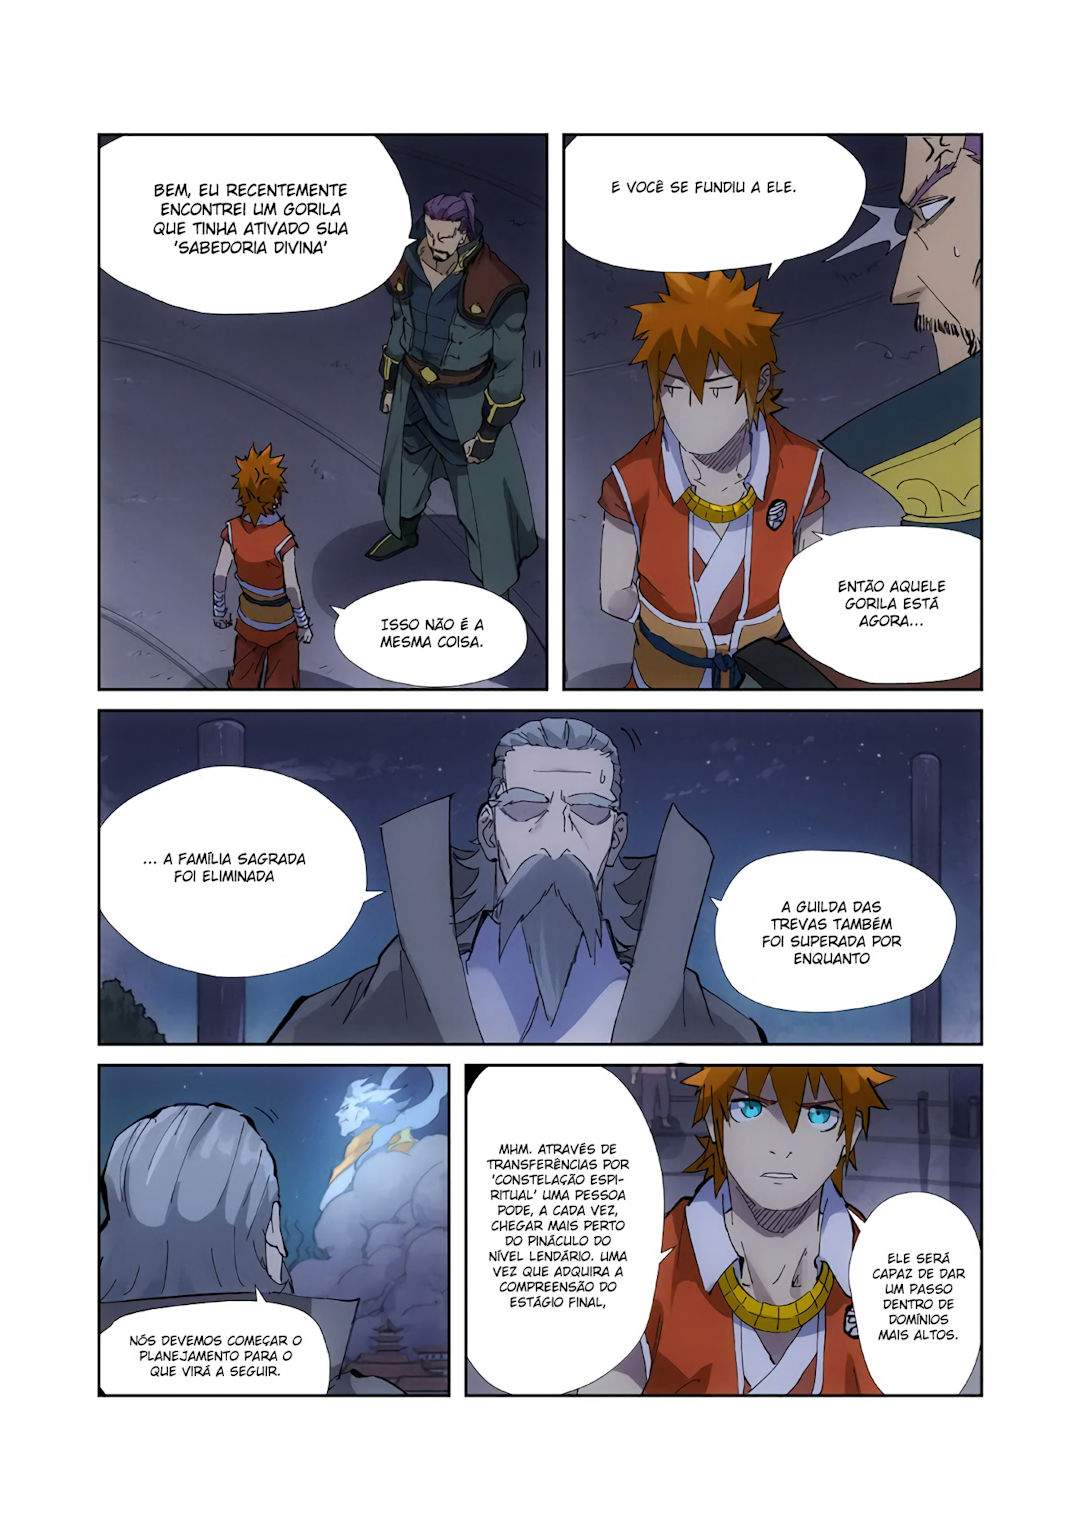 BEM, EU RECENTEMENTE
ENCONTREI UM GORILA
QUE TINHA ATIVADO SUA
'SABEDORIA DIVINA'
ISSO NÃO É A
MESMA COISA.
E VOCÊ SE FUNDIU A ELE.
ENTÃO AQUELE
GORILA ESTÁ
AGORA...
... A FAMÍLIA SAGRADA
FOI ELIMINADA
A GUILDA DAS
TREVAS TAMBÉM
FOI SUPERADA POR
ENQUANTO
NÓS DEVEMOS COMEÇAR O
PLANEJAMENTO PARA O
QUE VIRÁ A SEGUIR.
MHM. ATRAVÉS DE
TRANSFERÊNCIAS POR
'CONSTELAÇÃO ESPI-
RITUAL' UMA PESSOA
PODE, A CADA VEZ,
CHEGAR MAIS PERTO
DO PINÁCULO DO
NÍVEL LENDÁRIO. UMA
VEZ QUE ADQUIRA A
COMPREENSÃO DO
ESTÁGIO FINAL,
ELE SERÁ
CAPAZ DE DAR
UM PASSO
DENTRO DE
DOMÍNIOS
MAIS ALTOS.